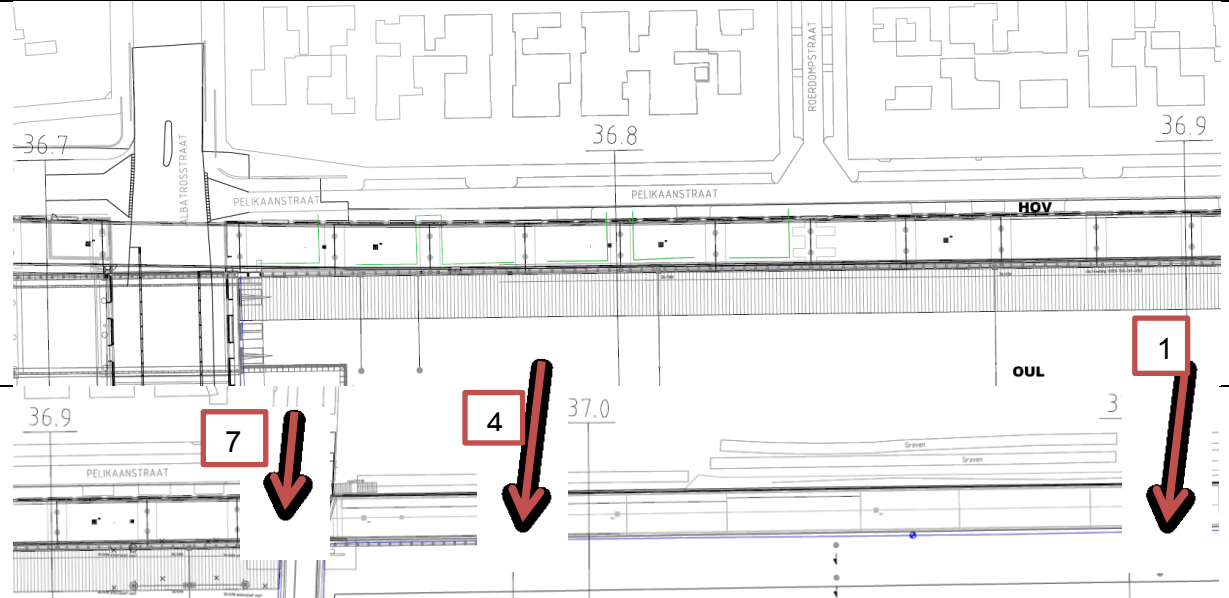 ROERDOMPSTRAAT
36.7
36.8
36.9
ALBATROSSTRAAT
PELIKAANSTRAAT
PELIKAANSTRAAT
HOV
1
OUL
36.9
7
4
37.0
3
Graven
Graven
PELIKAANSTRAAT